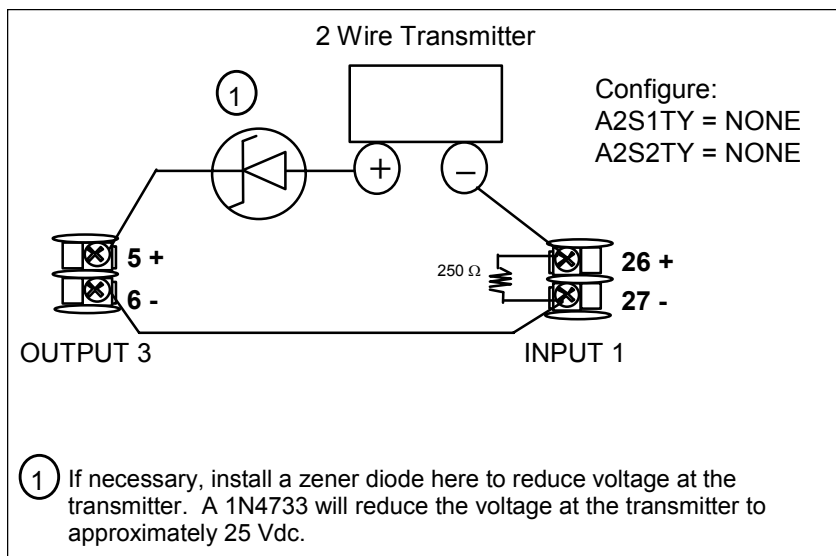 2 Wire Transmitter
1
Configure:
A2S1TY = NONE
A2S2TY = NONE
+
–
5 +
6 -
250 Ω
26 +
27 -
OUTPUT 3
INPUT 1
1 If necessary, install a zener diode here to reduce voltage at the
transmitter. A 1N4733 will reduce the voltage at the transmitter to
approximately 25 Vdc.